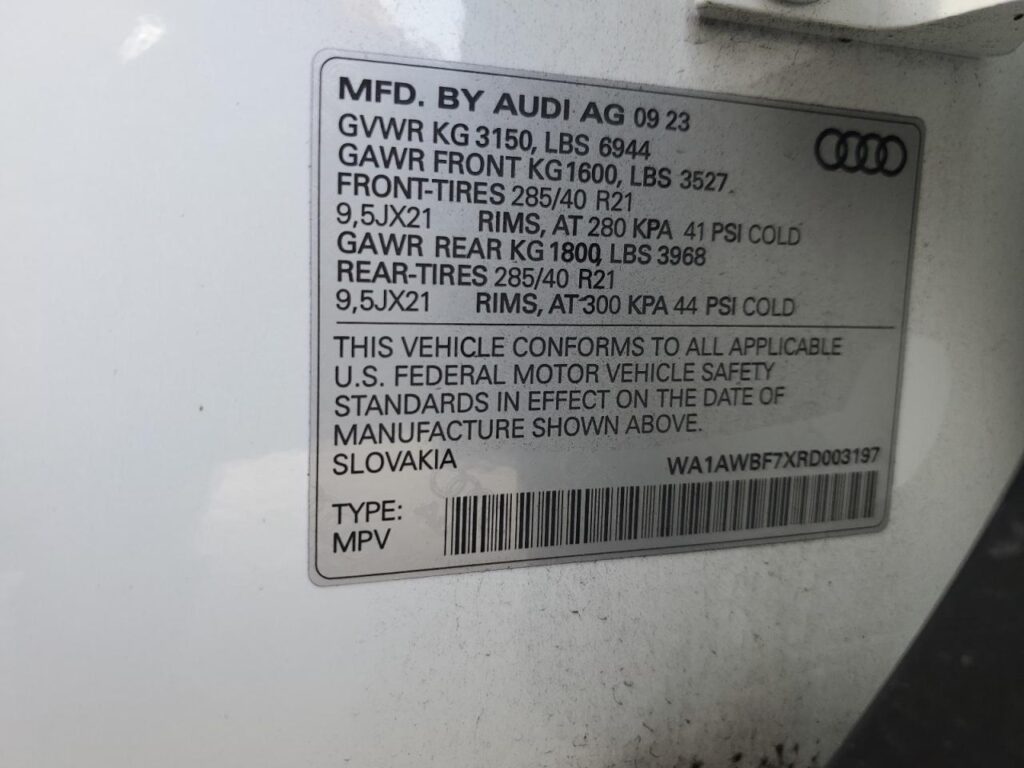 MFD. BY AUDI AG 09 23
GVWR KG 3150, LBS 6944
GAWR FRONT KG 1600, LBS 3527
FRONT-TIRES 285/40 R21
9,5JX21 RIMS, AT 280 KPA 41 PSI COLD
GAWR REAR KG 1800, LBS 3968
REAR-TIRES 285/40 R21
9,5JX21 RIMS, AT 300 KPA 44 PSI COLD
THIS VEHICLE CONFORMS TO ALL APPLICABLE
U.S. FEDERAL MOTOR VEHICLE SAFETY
STANDARDS IN EFFECT ON THE DATE OF
MANUFACTURE SHOWN ABOVE.
SLOVAKIA WA1AWBF7XRD003197
TYPE:
MPV